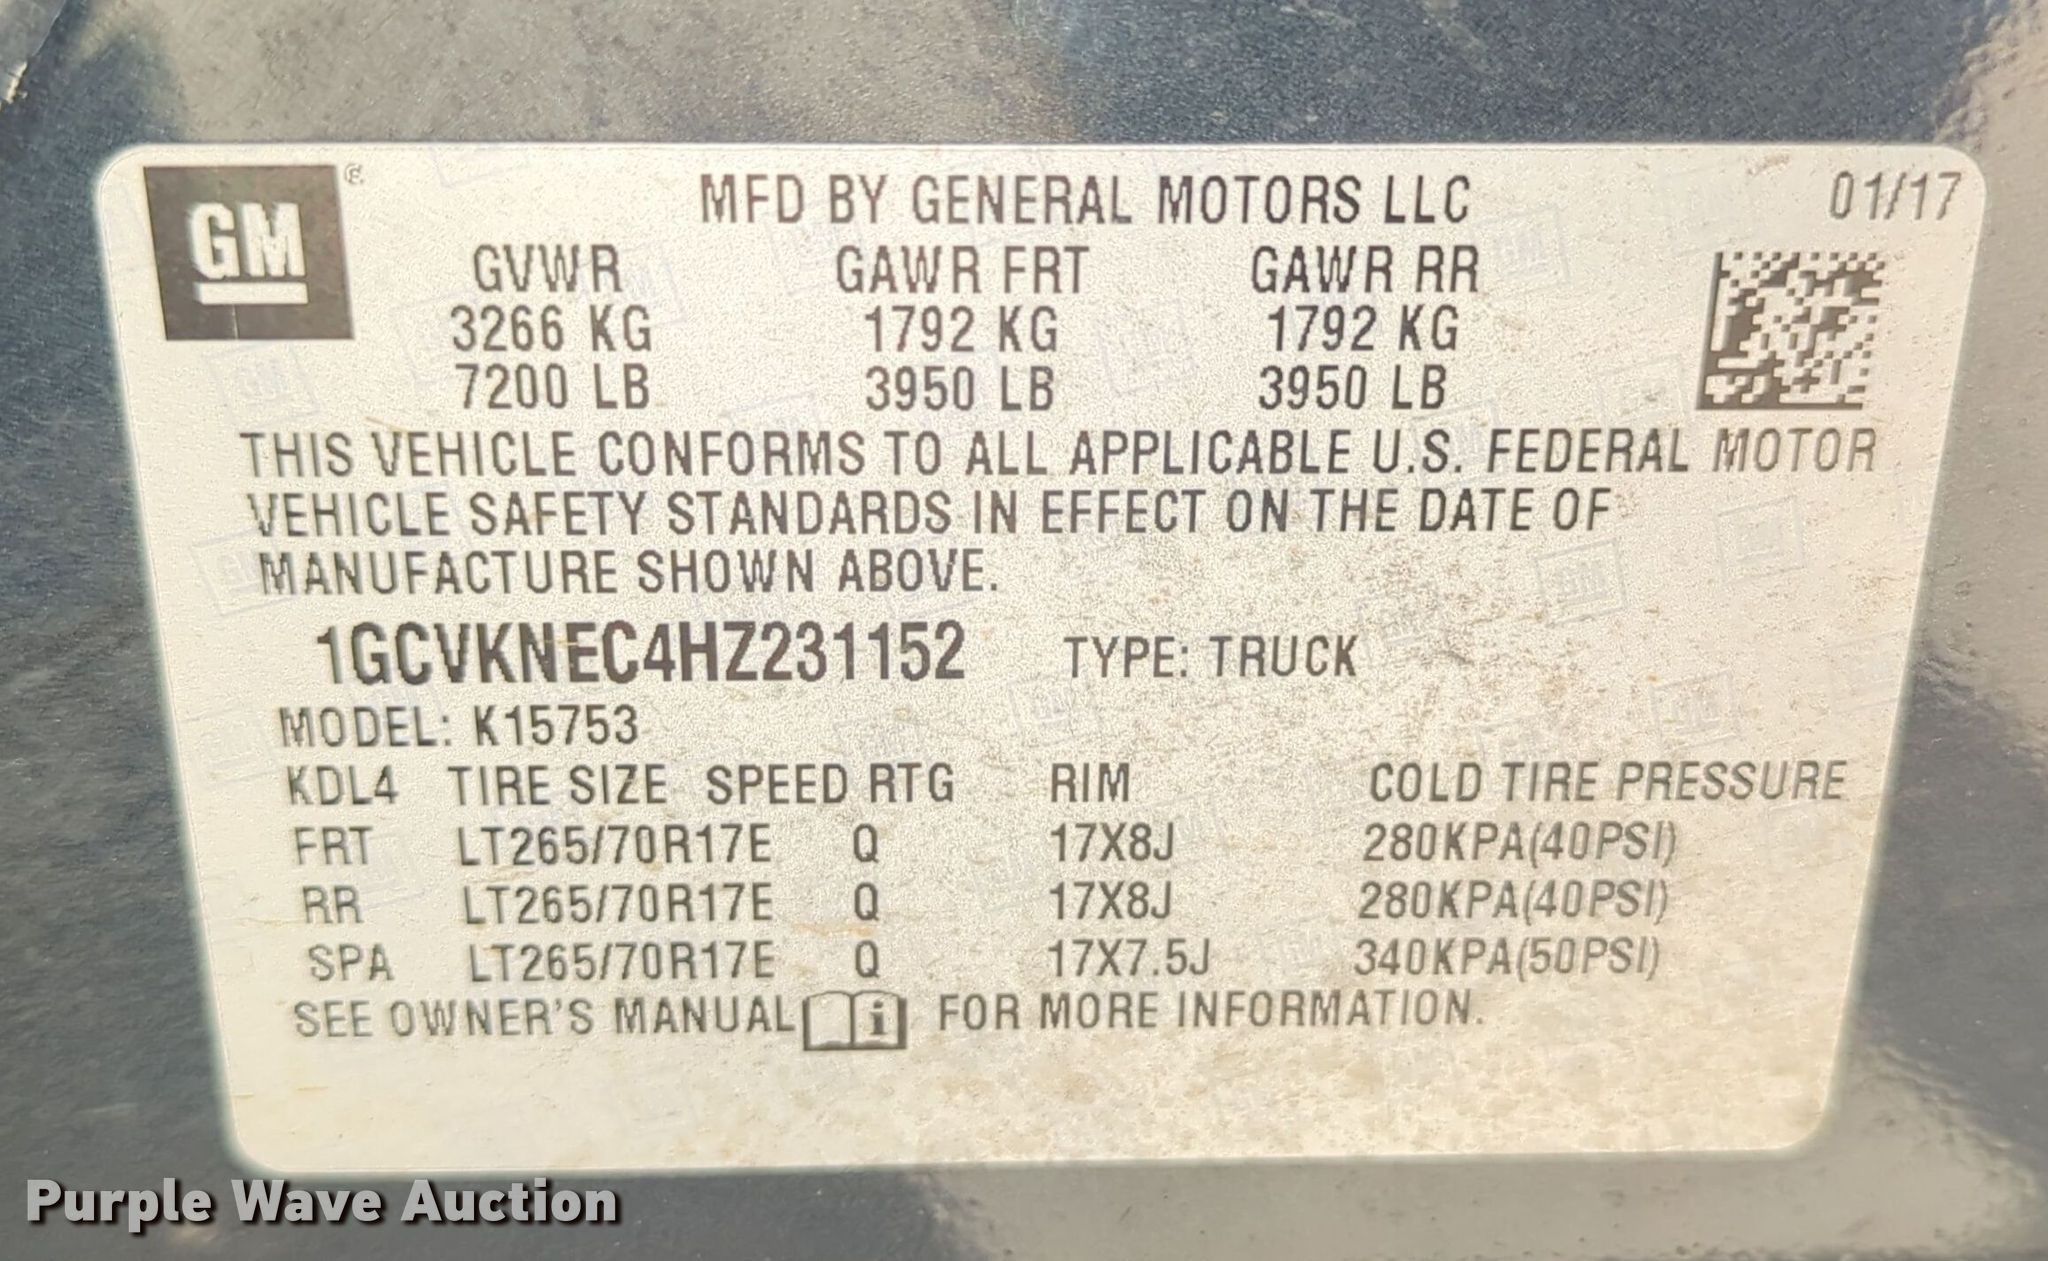 GM®
MFD BY GENERAL MOTORS LLC 01/17
GVWR GAWR FRT GAWR RR
3266 KG 1792 KG 1792 KG
7200 LB 3950 LB 3950 LB
THIS VEHICLE CONFORMS TO ALL APPLICABLE U.S. FEDERAL MOTOR
VEHICLE SAFETY STANDARDS IN EFFECT ON THE DATE OF
MANUFACTURE SHOWN ABOVE.
1GCVKNEC4HZ231152 TYPE: TRUCK
MODEL: K15753
KDL4 TIRE SIZE SPEED RTG RIM COLD TIRE PRESSURE
FRT LT265/70R17E Q 17X8J 280KPA(40PSI)
RR LT265/70R17E Q 17X8J 280KPA(40PSI)
SPA LT265/70R17E Q 17X7.5J 340KPA(50PSI)
SEE OWNER'S MANUAL i FOR MORE INFORMATION.
Purple Wave Auction